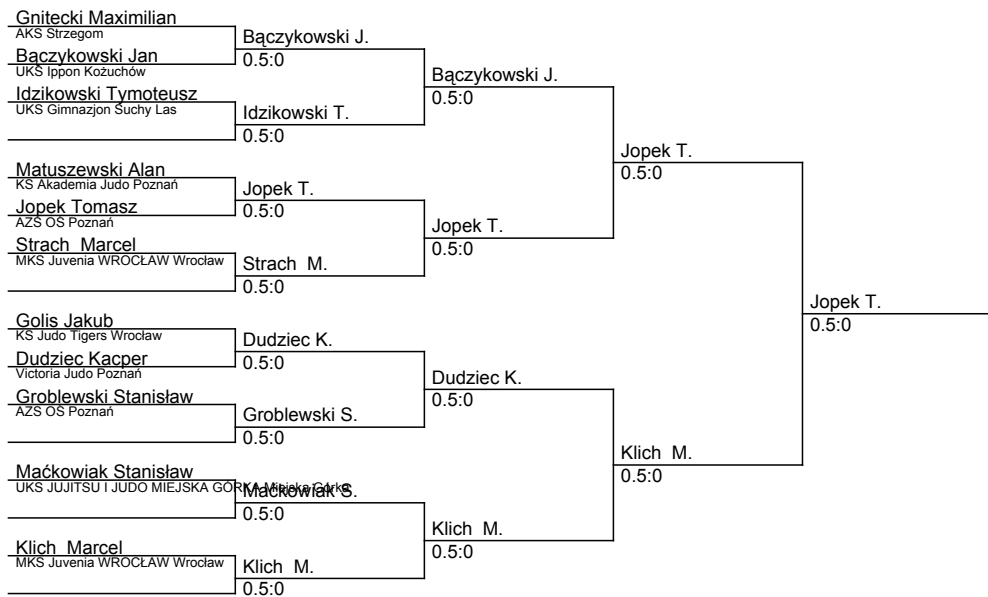 Gnitecki Maximilian
AKS Strzegom
Bączykowski J.
0.5:0
Bączykowski Jan
UKS Ippon Kożuchów
Bączykowski J.
0.5:0
Idzikowski Tymoteusz
UKS Gimnazjon Suchy Las
Idzikowski T.
0.5:0
Jopek T.
0.5:0
Matuszewski Alan
KS Akademia Judo Poznań
Jopek T.
0.5:0
Jopek Tomasz
AZS OŚ Poznań
Jopek T.
0.5:0
Strach  Marcel
MKS Juvenia WROCŁAW Wrocław
Strach  M.
0.5:0
Jopek T.
0.5:0
Golis Jakub
KS Judo Tigers Wrocław
Dudziec K.
0.5:0
Dudziec Kacper
Victoria Judo Poznań
Dudziec K.
0.5:0
Groblewski Stanisław
AZS OŚ Poznań
Groblewski S.
0.5:0
Klich  M.
0.5:0
Maćkowiak Stanisław
UKS JUJITSU I JUDO MIEJSKA GÓRKA Miejska Górka
Maćkowiak S.
0.5:0
Klich  M.
0.5:0
Klich  Marcel
MKS Juvenia WROCŁAW Wrocław
Klich  M.
0.5:0